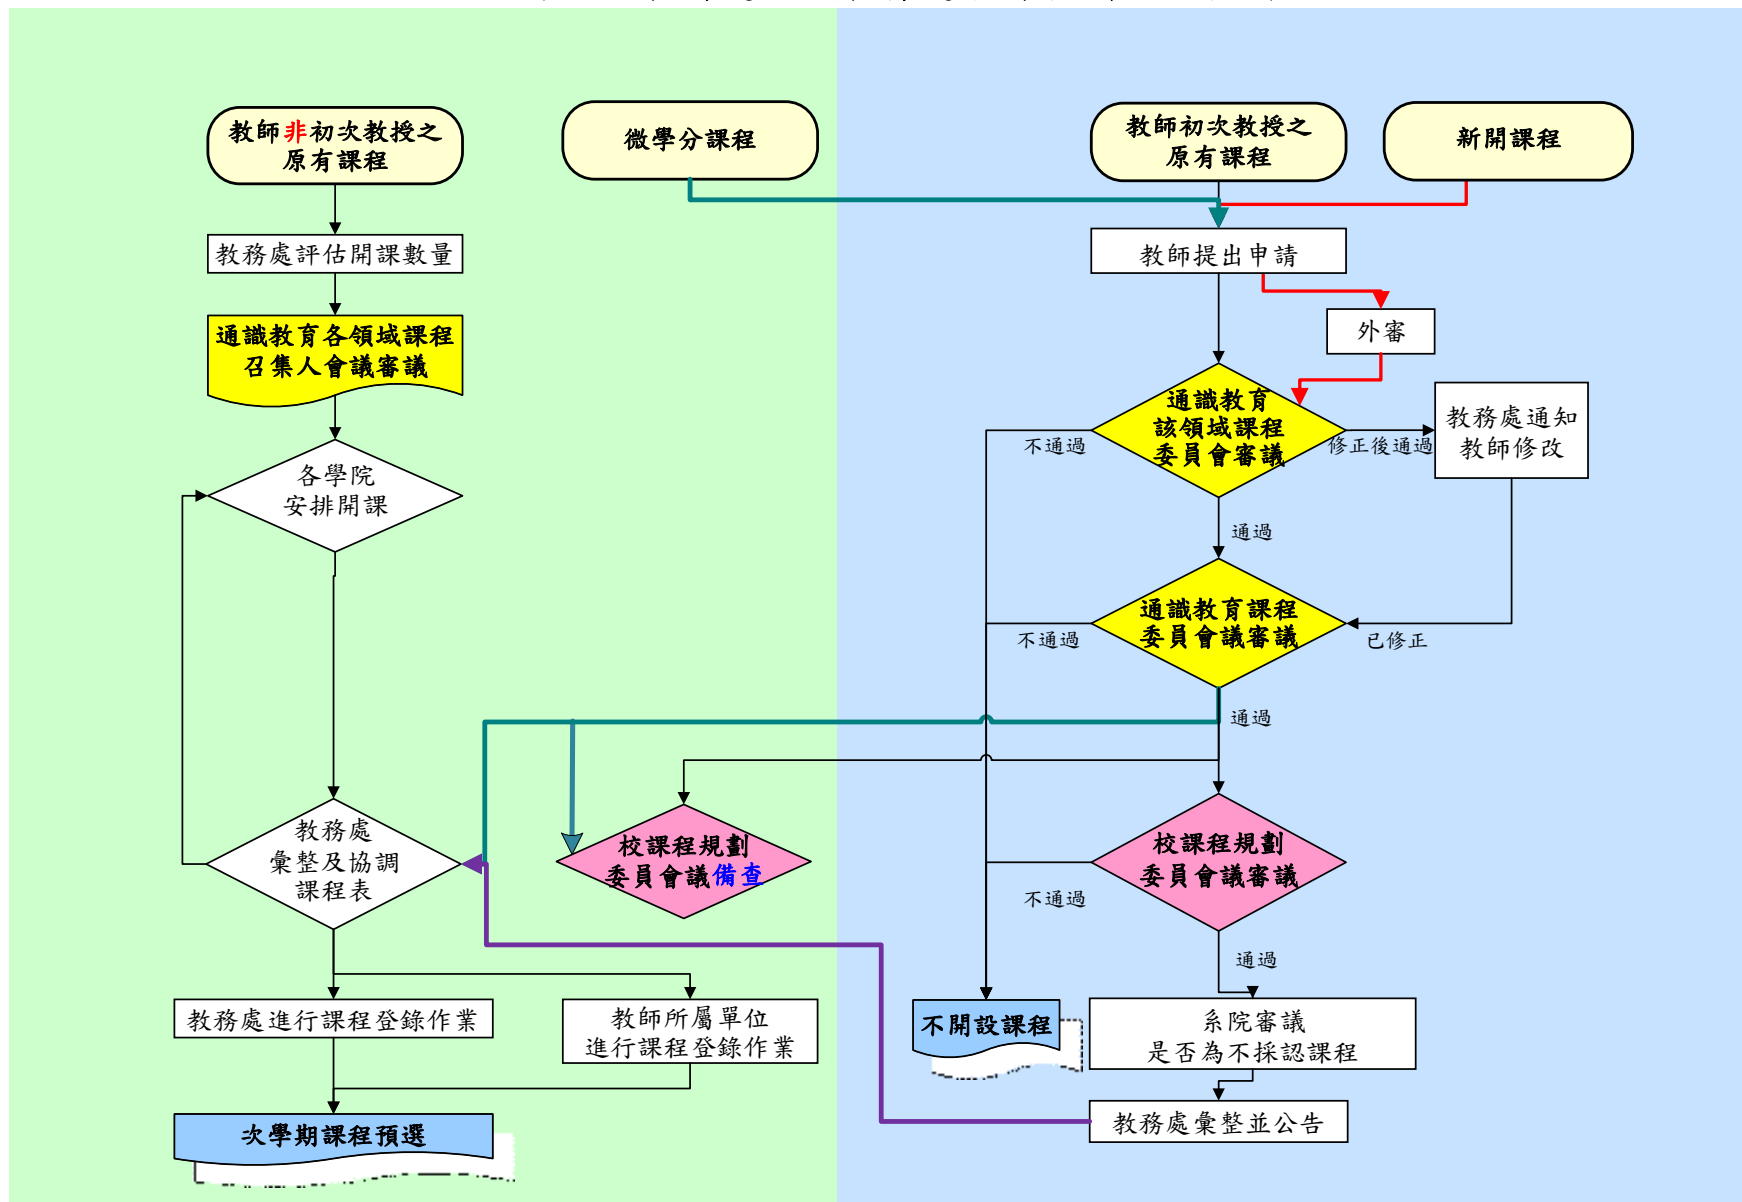 教師非初次教授之
原有課程
微學分課程
教師初次教授之
原有課程
新開課程
教務處評估開課數量
教師提出申請
通識教育各領域課程
召集人會議審議
外審
通識教育
該領域課程
委員會審議
不通過
修正後通過
教務處通知
教師修改
各學院
安排開課
通過
通識教育課程
委員會議審議
不通過
已修正
通過
教務處
彙整及協調
課程表
校課程規劃
委員會議備查
校課程規劃
委員會議審議
不通過
通過
教務處進行課程登錄作業
教師所屬單位
進行課程登錄作業
不開設課程
系院審議
是否為不採認課程
次學期課程預選
教務處彙整並公告